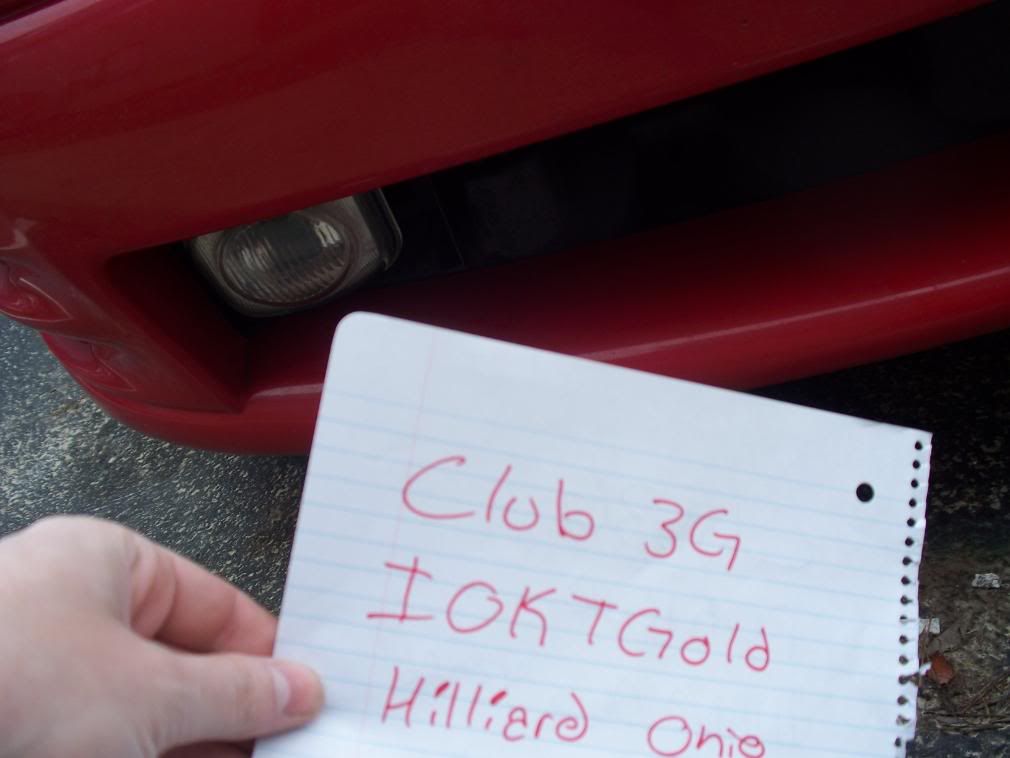 Club 3G
IOKTGold
Hilliard Ohio